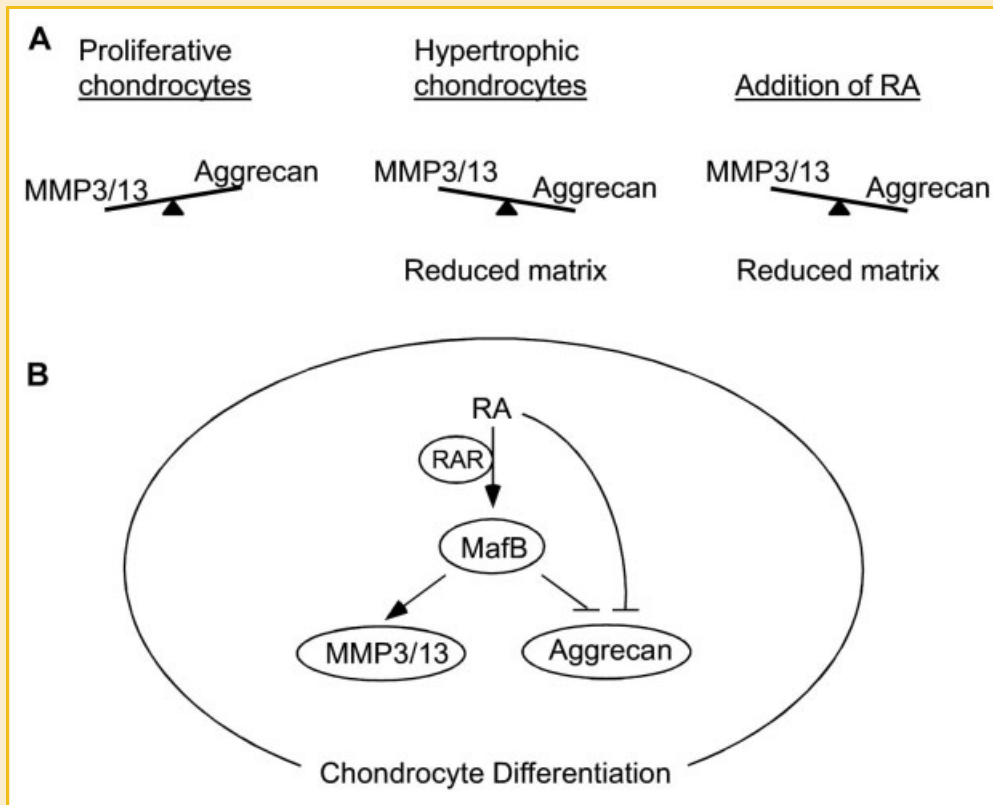 A
Proliferative
chondrocytes
Hypertrophic
chondrocytes
Addition of RA
MMP3/13
Aggrecan
MMP3/13
Aggrecan
MMP3/13
Aggrecan
Reduced matrix
Reduced matrix
B
RA
RAR
MafB
MMP3/13
Aggrecan
Chondrocyte Differentiation